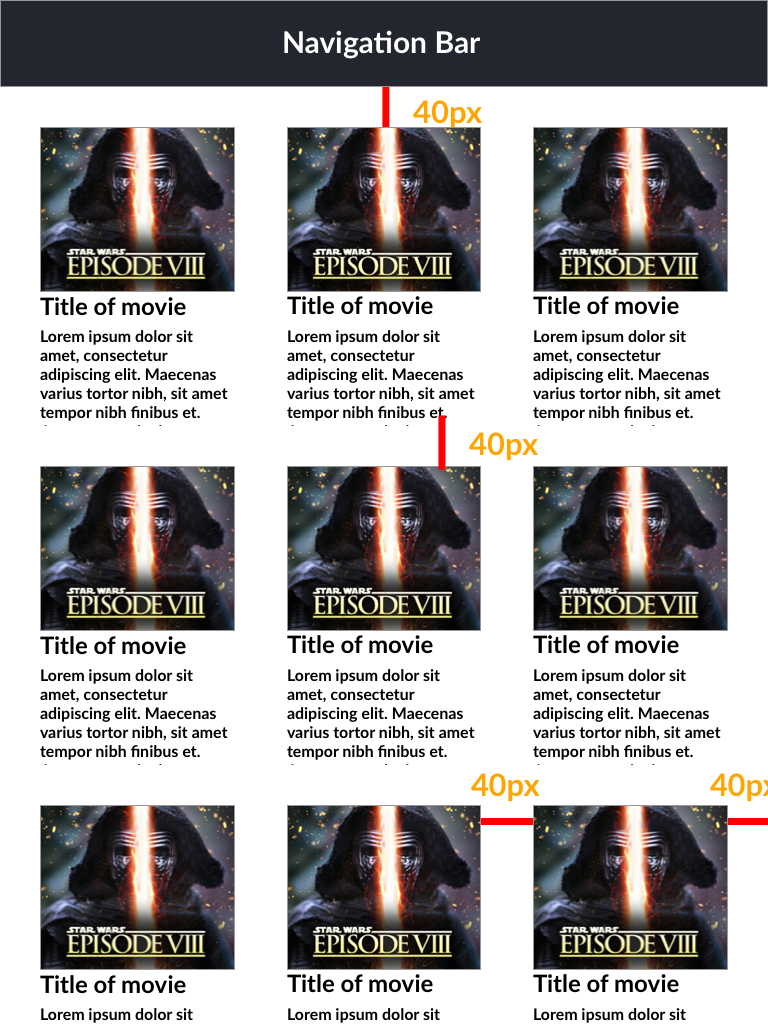 Navigation Bar
40px
STAR WARS
EPISODE VIII
STAR WARS
EPISODE VIII
STAR WARS
EPISODE VIII
Title of movie
Title of movie
Title of movie
Lorem ipsum dolor sit
amet, consectetur
adipiscing elit. Maecenas
varius tortor nibh, sit amet
tempor nibh finibus et.
Lorem ipsum dolor sit
amet, consectetur
adipiscing elit. Maecenas
varius tortor nibh, sit amet
tempor nibh finibus et.
Lorem ipsum dolor sit
amet, consectetur
adipiscing elit. Maecenas
varius tortor nibh, sit amet
tempor nibh finibus et.
40px
STAR WARS
EPISODE VIII
STAR WARS
EPISODE VIII
STAR WARS
EPISODE VIII
Title of movie
Title of movie
Title of movie
Lorem ipsum dolor sit
amet, consectetur
adipiscing elit. Maecenas
varius tortor nibh, sit amet
tempor nibh finibus et.
Lorem ipsum dolor sit
amet, consectetur
adipiscing elit. Maecenas
varius tortor nibh, sit amet
tempor nibh finibus et.
Lorem ipsum dolor sit
amet, consectetur
adipiscing elit. Maecenas
varius tortor nibh, sit amet
tempor nibh finibus et.
40px
40px
STAR WARS
EPISODE VIII
STAR WARS
EPISODE VIII
STAR WARS
EPISODE VIII
Title of movie
Title of movie
Title of movie
Lorem ipsum dolor sit
Lorem ipsum dolor sit
Lorem ipsum dolor sit